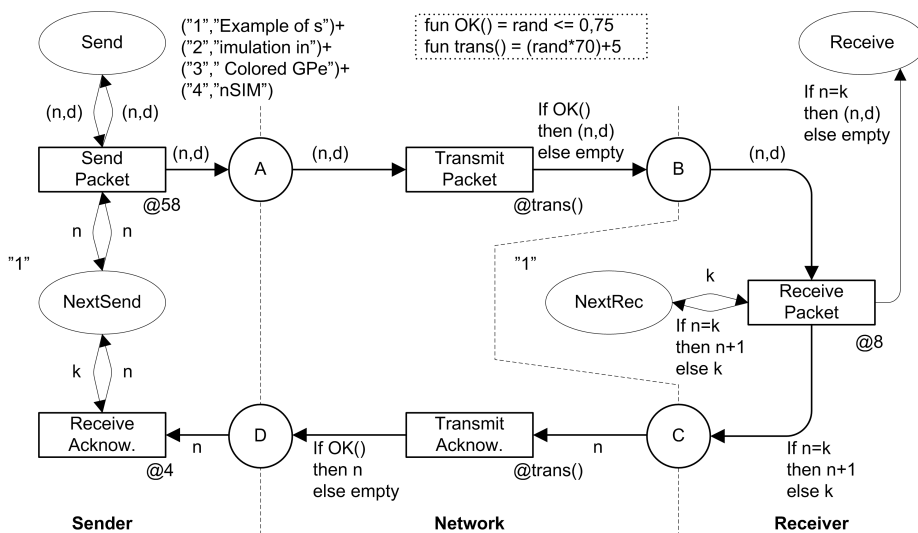 Send
("1","Example of s")+
("2","imulation in")+
("3"," Colored GPe")+
("4","nSIM")
fun OK() = rand <= 0,75
fun trans() = (rand*70)+5
Receive
(n,d)
(n,d)
If OK()
then (n,d)
else empty
If n=k
then (n,d)
else empty
Send
Packet
(n,d)
A
(n,d)
Transmit
Packet
B
(n,d)
@58
@trans()
n
n
"1"
"1"
NextSend
NextRec
k
If n=k
then n+1
else k
Receive
Packet
@8
k
n
Receive
Acknow.
n
D
If OK()
then n
else empty
Transmit
Acknow.
n
C
If n=k
then n+1
else k
@4
@trans()
Sender
Network
Receiver